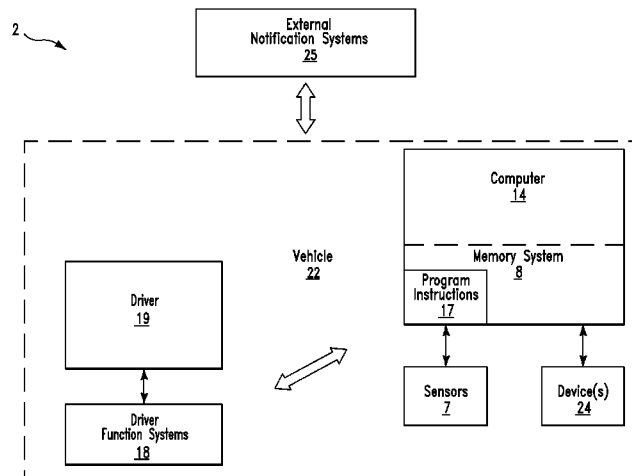 2
External
Notification Systems
25
Computer
14
Memory System
8
Program
Instructions
17
Vehicle
22
Driver
19
Driver
Function Systems
18
Sensors
7
Device(s)
24